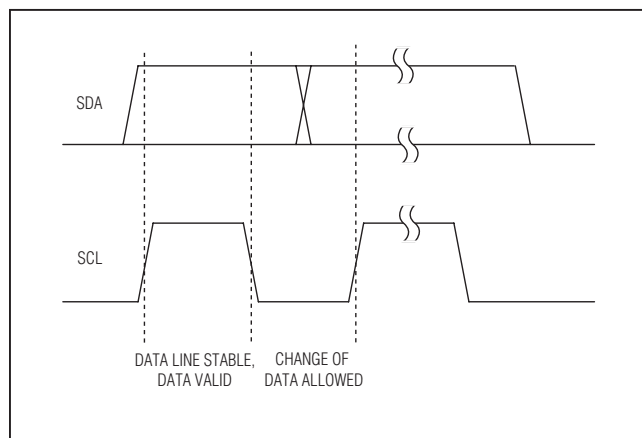 SDA
SCL
DATA LINE STABLE,
DATA VALID
CHANGE OF
DATA ALLOWED